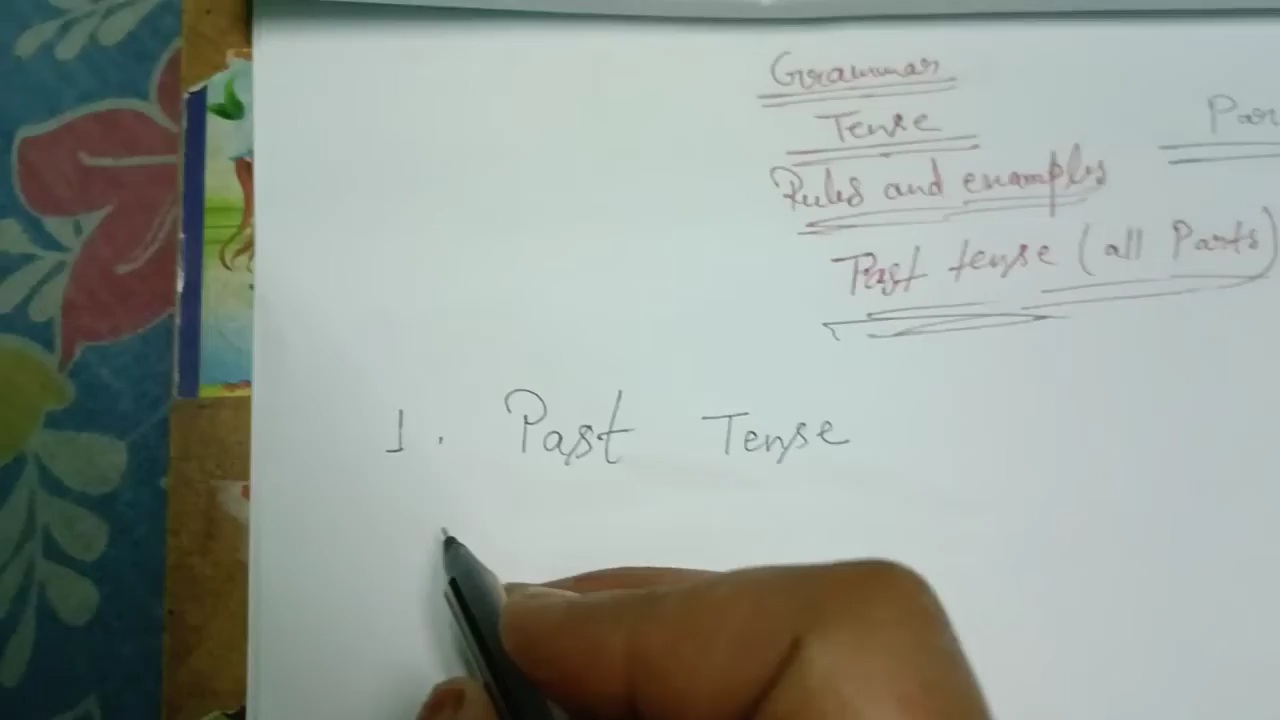 Grammar
Tense
Rules and examples
Past tense (all Parts)
1. Past Tense